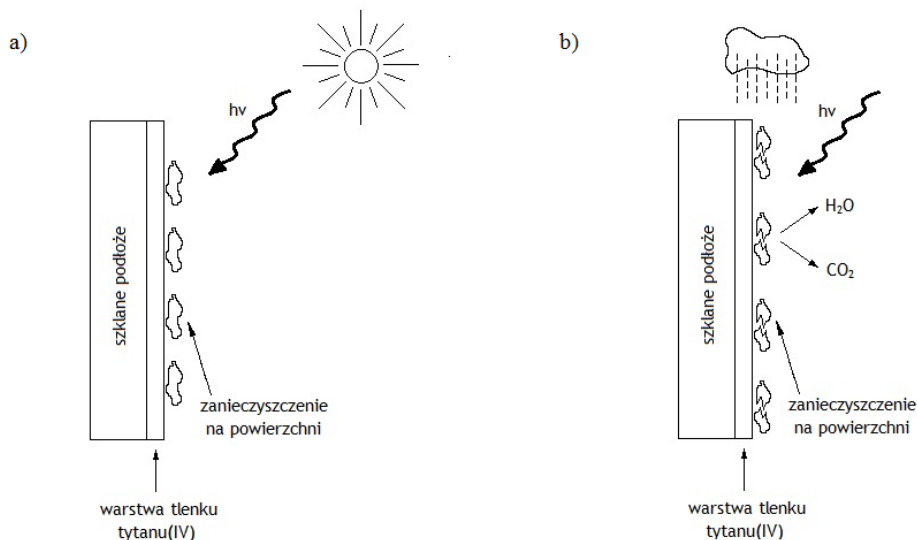 a)
hν
szklane podłoże
zanieczyszczenie
na powierzchni
warstwa tlenku
tytanu(IV)
b)
hν
H₂O
CO₂
szklane podłoże
zanieczyszczenie
na powierzchni
warstwa tlenku
tytanu(IV)